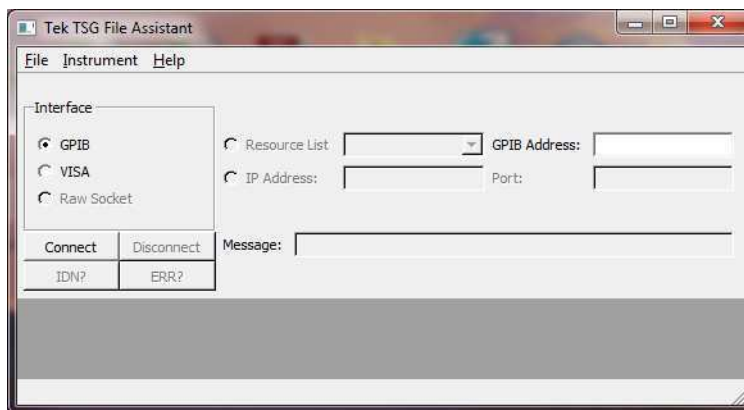 Tek TSG File Assistant
File Instrument Help
Interface
GPIB
Resource List
GPIB Address:
VISA
IP Address:
Port:
Raw Socket
Connect
Disconnect
Message:
IDN?
ERR?